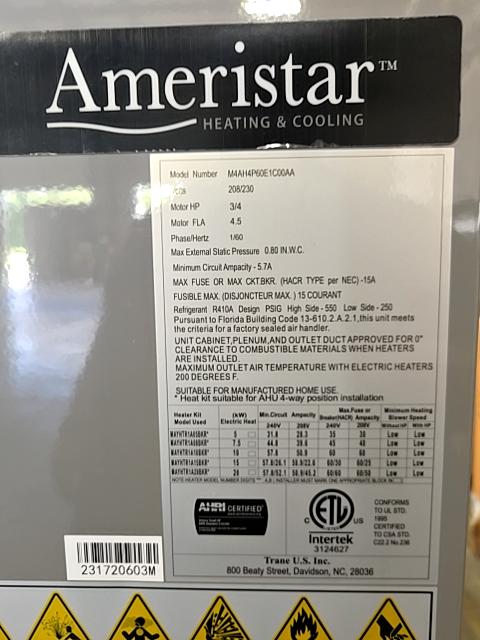 Ameristar™
HEATING & COOLING
Model Number M4AH4P60E1C00AA
208/230
Motor HP 3/4
Motor FLA 4.5
Phase/Hertz 1/60
Max External Static Pressure 0.80 IN.W.C.
Minimum Circuit Ampacity - 5.7A
MAX FUSE OR MAX CKT.BKR. (HACR TYPE per NEC) -15A
FUSIBLE MAX. (DISJONCTEUR MAX. ) 15 COURANT
Refrigerant R410A Design PSIG High Side - 550 Low Side - 250
Pursuant to Florida Building Code 13-610.2.A.2.1,this unit meets
the criteria for a factory sealed air handler.
UNIT CABINET,PLENUM,AND OUTLET DUCT APPROVED FOR 0"
CLEARANCE TO COMBUSTIBLE MATERIALS WHEN HEATERS
ARE INSTALLED.
MAXIMUM OUTLET AIR TEMPERATURE WITH ELECTRIC HEATERS
200 DEGREES F.
SUITABLE FOR MANUFACTURED HOME USE.
* Heat kit suitable for AHU 4-way position installation
Heater Kit Model Used (kW) Electric Heat Min.Circuit Ampacity Max.Fuse or Breaker(HACR) Ampacity Minimum Heating Blower Speed
240V 208V 240V 208V Without HP With HP
5 31.8 28.3 35 30 Low Low
7.5 44.8 39.6 45 40 Low Low
10 57.8 50.9 60 60 Low Low
15 60/30 60/25 Low Low
20 60/60 60/50 Low Low
AHRI CERTIFIED
C ETL US
Intertek
3124627
CONFORMS
TO UL STD.
1995
CERTIFIED
TO CSA STD.
C22.2 No.236
Trane U.S. Inc.
800 Beaty Street, Davidson, NC, 28036
231720603M